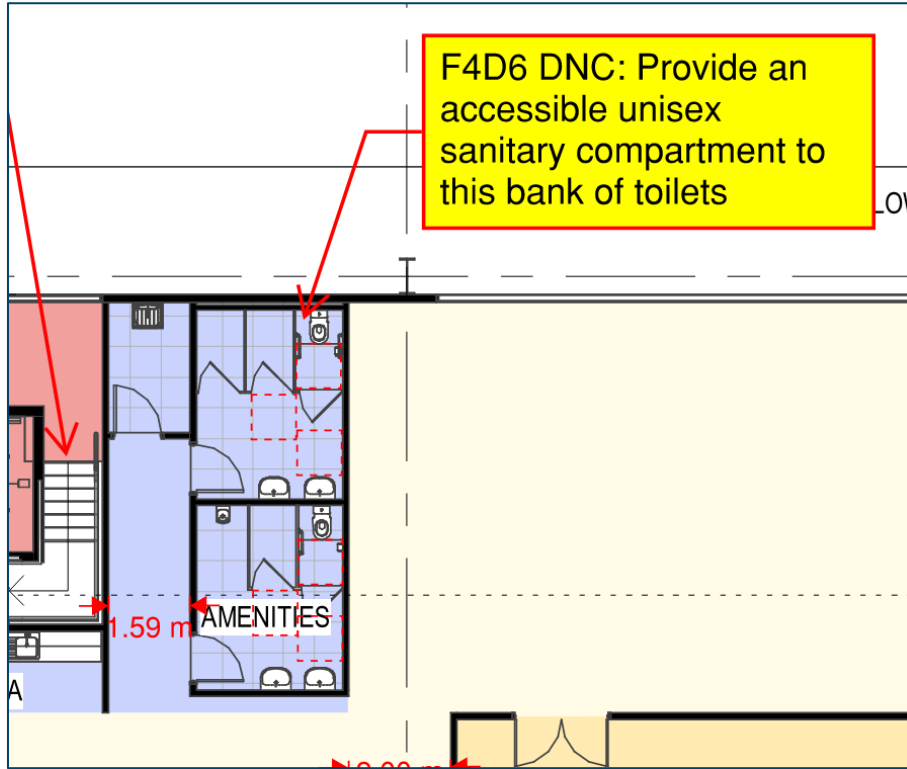 F4D6 DNC: Provide an
accessible unisex
sanitary compartment to
this bank of toilets
AMENITIES
1.59 m
A